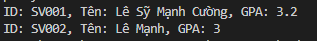 ID: SV001, Tên: Lê Sỹ Mạnh Cường, GPA: 3.2
ID: SV002, Tên: Lê Mạnh, GPA: 3